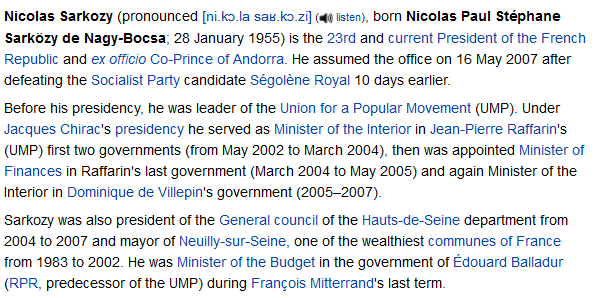 Nicolas Sarkozy (pronounced [ni.kɔ.la saʁ.kɔ.zi] ( listen), born Nicolas Paul Stéphane
Sarközy de Nagy-Bocsa; 28 January 1955) is the 23rd and current President of the French
Republic and ex officio Co-Prince of Andorra. He assumed the office on 16 May 2007 after
defeating the Socialist Party candidate Ségolène Royal 10 days earlier.
Before his presidency, he was leader of the Union for a Popular Movement (UMP). Under
Jacques Chirac's presidency he served as Minister of the Interior in Jean-Pierre Raffarin's
(UMP) first two governments (from May 2002 to March 2004), then was appointed Minister of
Finances in Raffarin's last government (March 2004 to May 2005) and again Minister of the
Interior in Dominique de Villepin's government (2005–2007).
Sarkozy was also president of the General council of the Hauts-de-Seine department from
2004 to 2007 and mayor of Neuilly-sur-Seine, one of the wealthiest communes of France
from 1983 to 2002. He was Minister of the Budget in the government of Édouard Balladur
(RPR, predecessor of the UMP) during François Mitterrand's last term.